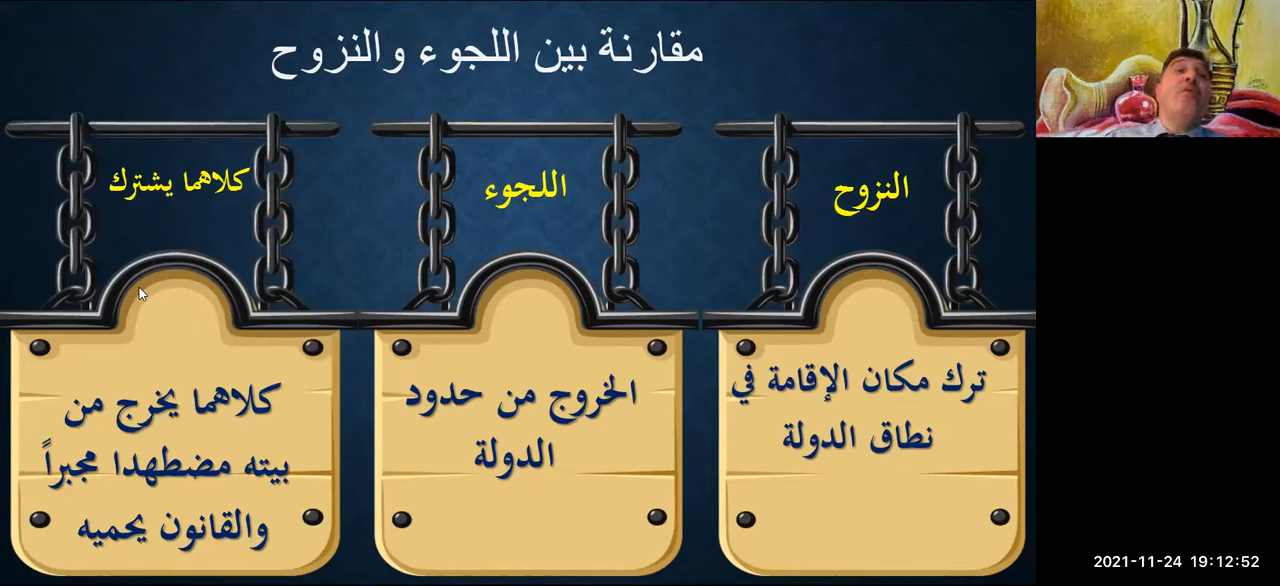 مقارنة بين اللجوء والنزوح
النزوح
ترك مكان الإقامة في
نطاق الدولة
اللجوء
الخروج من حدود
الدولة
كلاهما يشترك
كلاهما يخرج من
بيته مضطهدا مجبراً
والقانون يحميه
2021-11-24 19:12:52